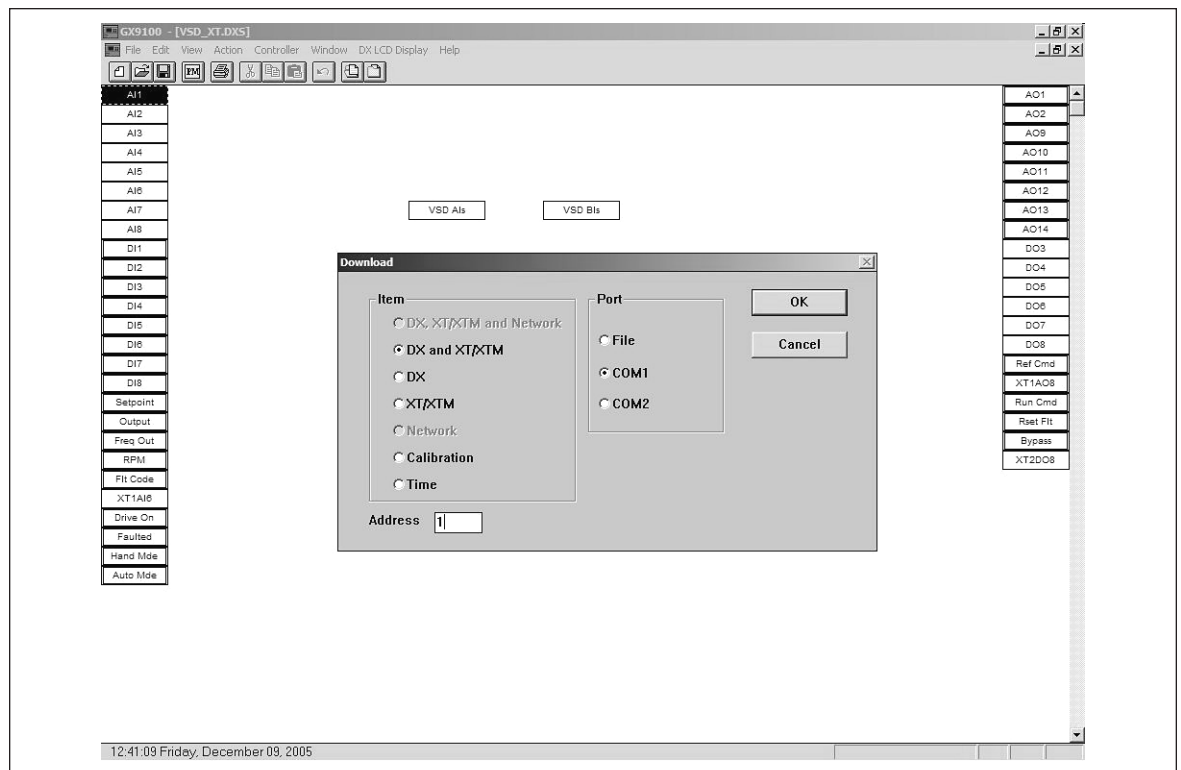 GX9100 - [VSD_XT.DXS]
File Edit View Action Controller Window DX LCD Display Help
FM
AI1
AI2
AI3
AI4
AI5
AI6
AI7
AI8
DI1
DI2
DI3
DI4
DI5
DI6
DI7
DI8
Setpoint
Output
Freq Out
RPM
Flt Code
XT1AI6
Drive On
Faulted
Hand Mde
Auto Mde
VSD AIs
VSD BIs
Download
Item
DX, XT/XTM and Network
DX and XT/XTM
DX
XT/XTM
Network
Calibration
Time
Address 1
Port
File
COM1
COM2
OK
Cancel
AO1
AO2
AO9
AO10
AO11
AO12
AO13
AO14
DO3
DO4
DO5
DO6
DO7
DO8
Ref Cmd
XT1AO8
Run Cmd
Rset Flt
Bypass
XT2DO8
12:41:09 Friday, December 09, 2005